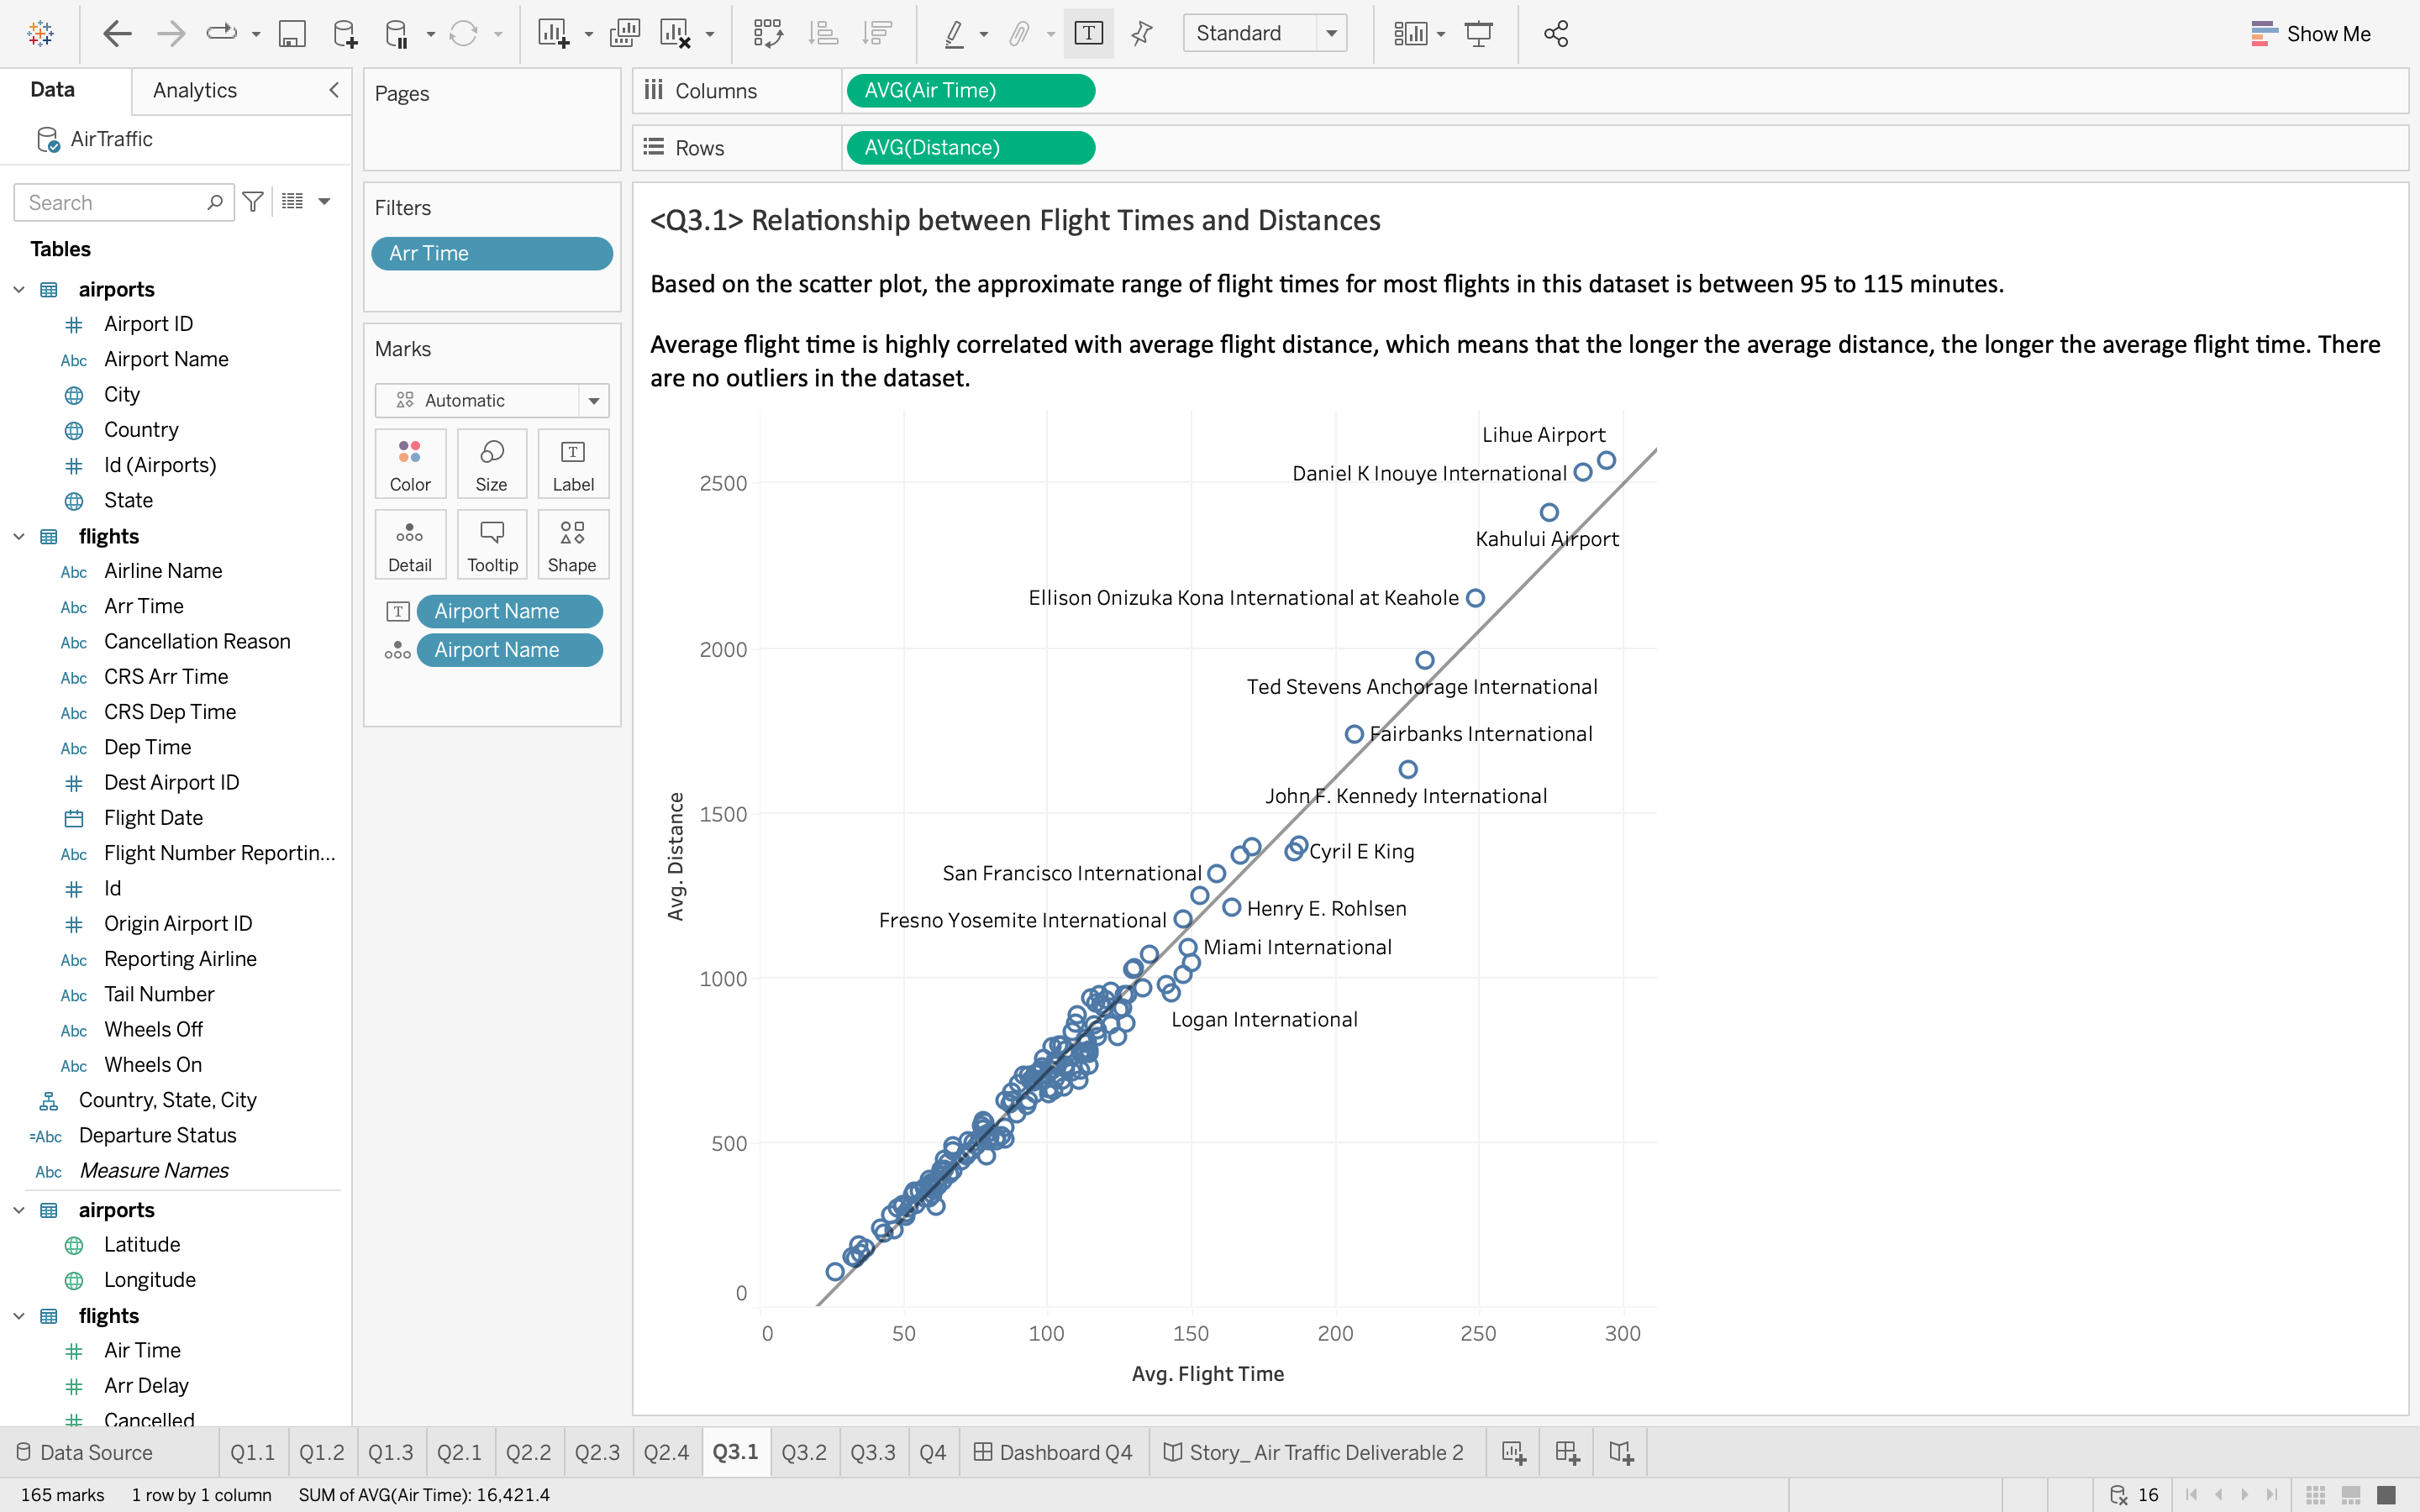 Standard
Show Me
Data
Analytics
AirTraffic
Search
Tables
airports
Airport ID
Abc Airport Name
City
Country
Id (Airports)
State
flights
Abc Airline Name
Abc Arr Time
Abc Cancellation Reason
Abc CRS Arr Time
Abc CRS Dep Time
Abc Dep Time
Dest Airport ID
Flight Date
Abc Flight Number Reportin...
Id
Origin Airport ID
Abc Reporting Airline
Abc Tail Number
Abc Wheels Off
Abc Wheels On
Country, State, City
=Abc Departure Status
Abc Measure Names
airports
Latitude
Longitude
flights
Air Time
Arr Delay
Cancelled
Pages
Filters
Arr Time
Marks
Automatic
Color Size T Label
Detail Tooltip Shape
T Airport Name
Airport Name
Columns AVG(Air Time)
Rows AVG(Distance)
<Q3.1> Relationship between Flight Times and Distances
Based on the scatter plot, the approximate range of flight times for most flights in this dataset is between 95 to 115 minutes.
Average flight time is highly correlated with average flight distance, which means that the longer the average distance, the longer the average flight time. There
are no outliers in the dataset.
Lihue Airport
Daniel K Inouye International
2500
Kahului Airport
Ellison Onizuka Kona International at Keahole
2000
Ted Stevens Anchorage International
Fairbanks International
John F. Kennedy International
1500
Cyril E King
San Francisco International
Henry E. Rohlsen
Fresno Yosemite International
Miami International
1000
Logan International
500
0
Avg. Distance
0 50 100 150 200 250 300
Avg. Flight Time
Data Source Q1.1 Q1.2 Q1.3 Q2.1 Q2.2 Q2.3 Q2.4 Q3.1 Q3.2 Q3.3 Q4 Dashboard Q4 Story_ Air Traffic Deliverable 2
165 marks 1 row by 1 column SUM of AVG(Air Time): 16,421.4 16